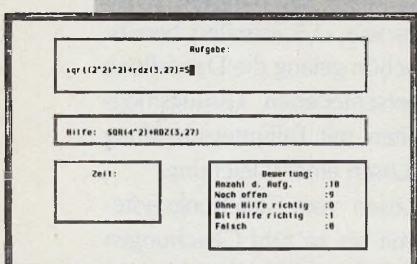 Aufgabe:
sqr((2^2)^2)+rdz(3,27)=5
Hilfe: SQR(4^2)+RDZ(3,27)
Zeit:
Bewertung:
Anzahl d. Aufg. :10
Noch offen :9
Ohne Hilfe richtig :0
Mit Hilfe richtig :1
Falsch :0